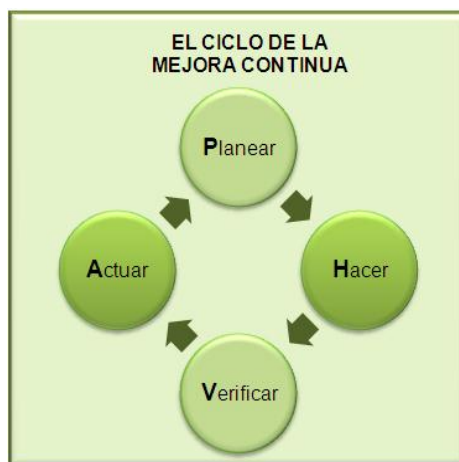 EL CICLO DE LA
MEJORA CONTINUA
Planear
Actuar
Hacer
Verificar